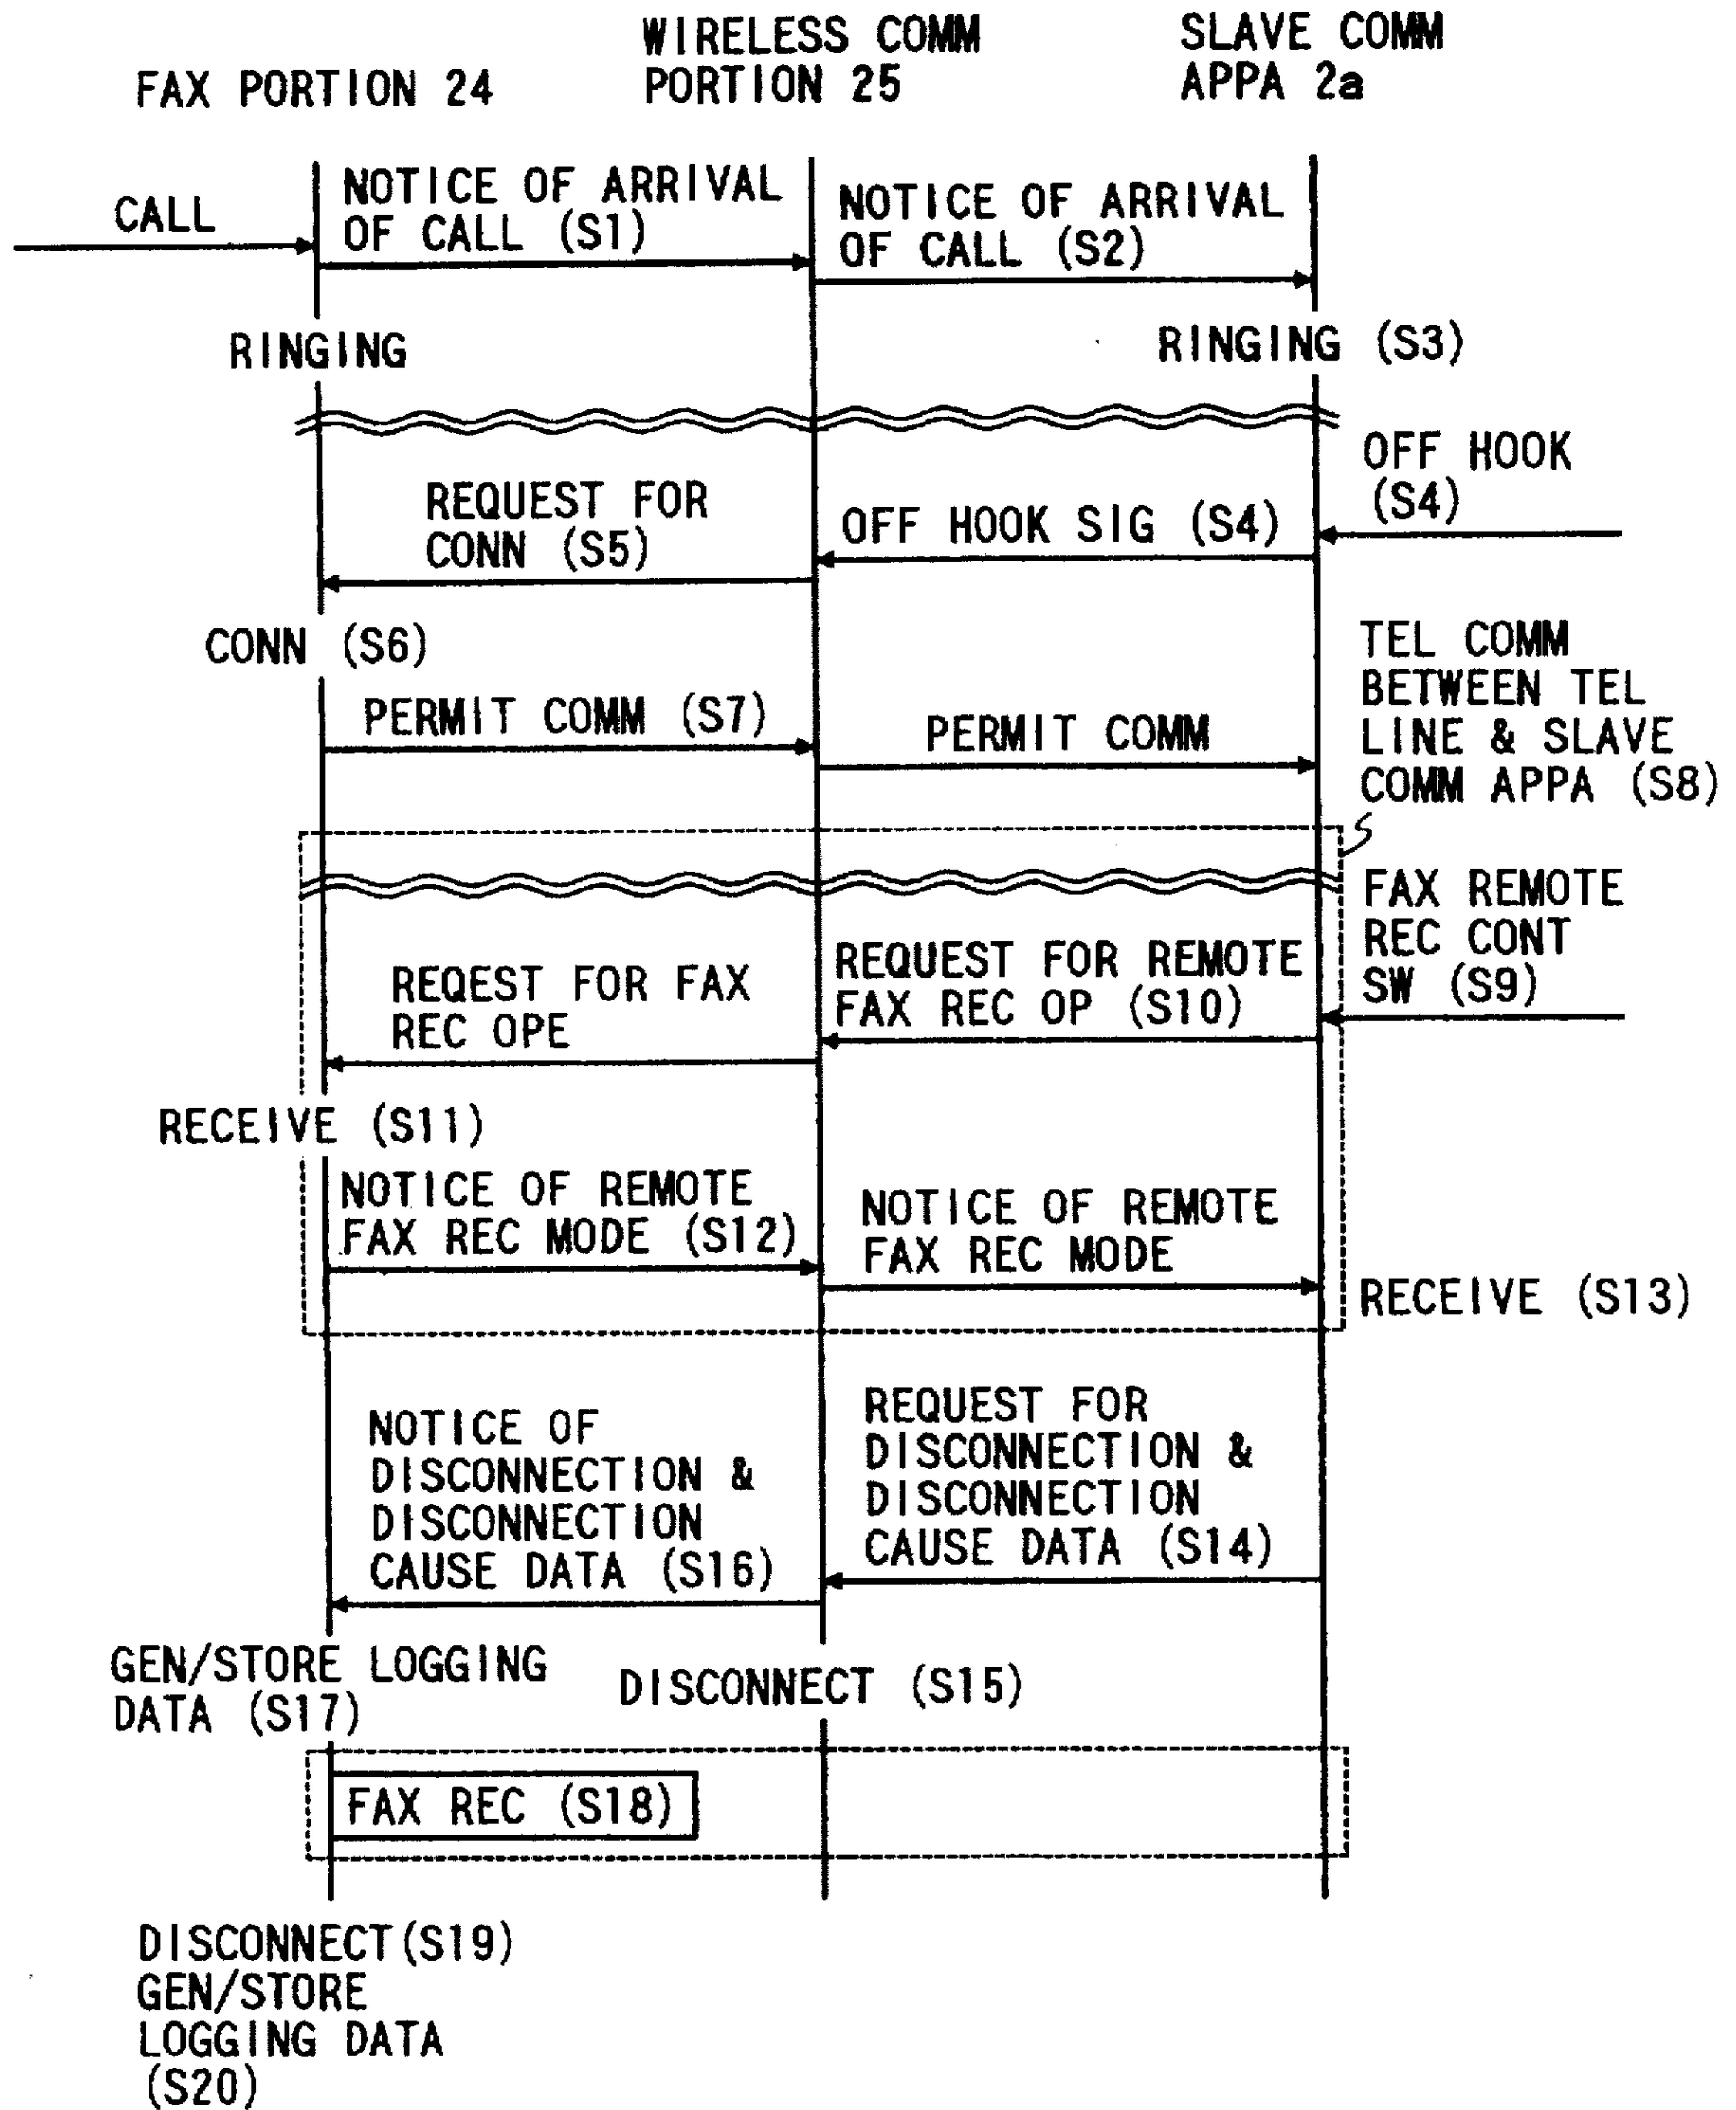 FAX PORTION 24
WIRELESS COMM
PORTION 25
SLAVE COMM
APPA 2a
CALL
NOTICE OF ARRIVAL
OF CALL (S1)
NOTICE OF ARRIVAL
OF CALL (S2)
RINGING
RINGING (S3)
OFF HOOK
(S4)
REQUEST FOR
CONN (S5)
OFF HOOK SIG (S4)
CONN (S6)
TEL COMM
BETWEEN TEL
LINE & SLAVE
COMM APPA (S8)
PERMIT COMM (S7)
PERMIT COMM
FAX REMOTE
REC CONT
SW (S9)
REQUEST FOR REMOTE
FAX REC OP (S10)
REQEST FOR FAX
REC OPE
RECEIVE (S11)
NOTICE OF REMOTE
FAX REC MODE (S12)
NOTICE OF REMOTE
FAX REC MODE
RECEIVE (S13)
REQUEST FOR
DISCONNECTION &
DISCONNECTION
CAUSE DATA (S14)
NOTICE OF
DISCONNECTION &
DISCONNECTION
CAUSE DATA (S16)
GEN/STORE LOGGING
DATA (S17)
DISCONNECT (S15)
FAX REC (S18)
DISCONNECT(S19)
GEN/STORE
LOGGING DATA
(S20)